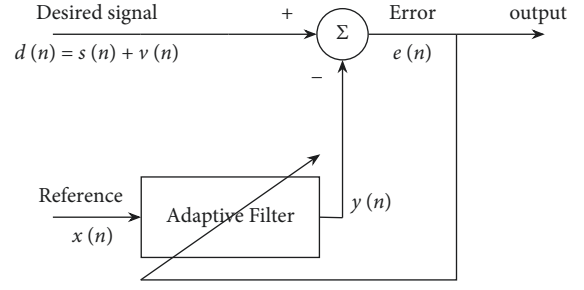 Desired signal
+
Error
output
Σ
d (n) = s (n) + v (n)
e (n)
–
Reference
Adaptive Filter
y (n)
x (n)